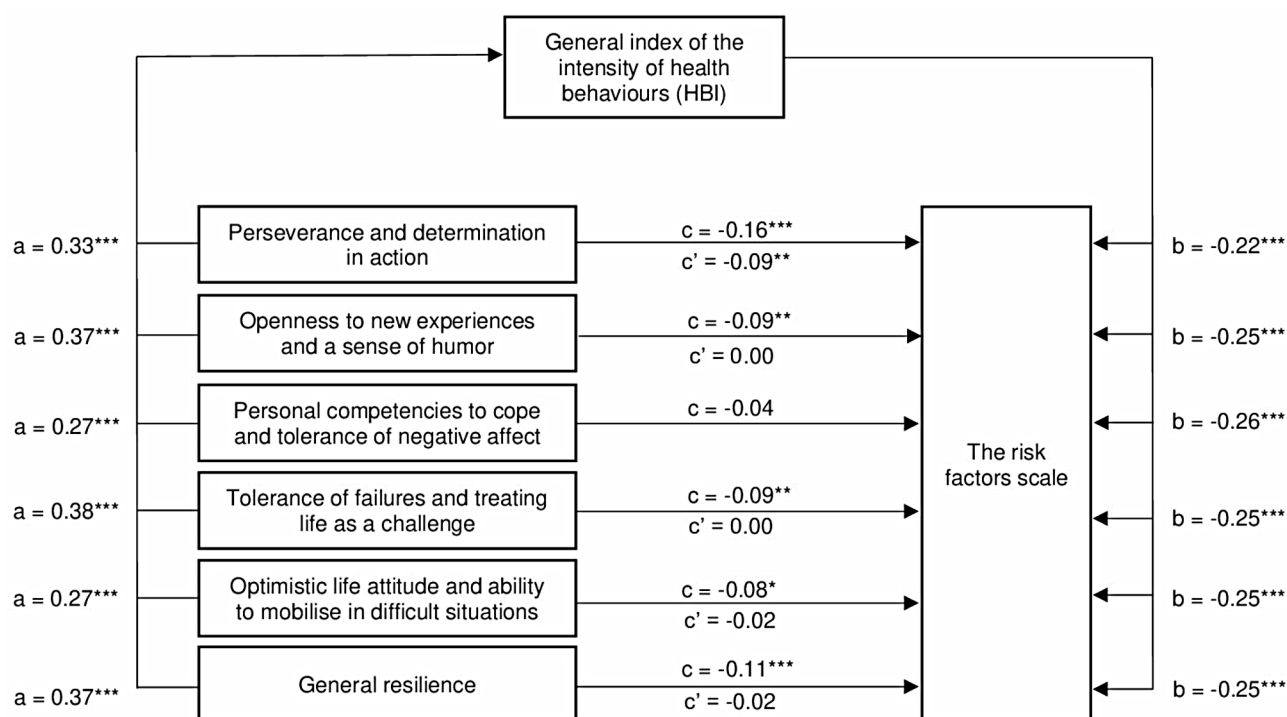 General index of the
intensity of health
behaviours (HBI)
a = 0.33***
Perseverance and determination
in action
c = -0.16***
c’ = -0.09**
b = -0.22***
a = 0.37***
Openness to new experiences
and a sense of humor
c = -0.09**
c’ = 0.00
b = -0.25***
a = 0.27***
Personal competencies to cope
and tolerance of negative affect
c = -0.04
b = -0.26***
The risk
factors scale
a = 0.38***
Tolerance of failures and treating
life as a challenge
c = -0.09**
c’ = 0.00
b = -0.25***
a = 0.27***
Optimistic life attitude and ability
to mobilise in difficult situations
c = -0.08*
c’ = -0.02
b = -0.25***
a = 0.37***
General resilience
c = -0.11***
c’ = -0.02
b = -0.25***